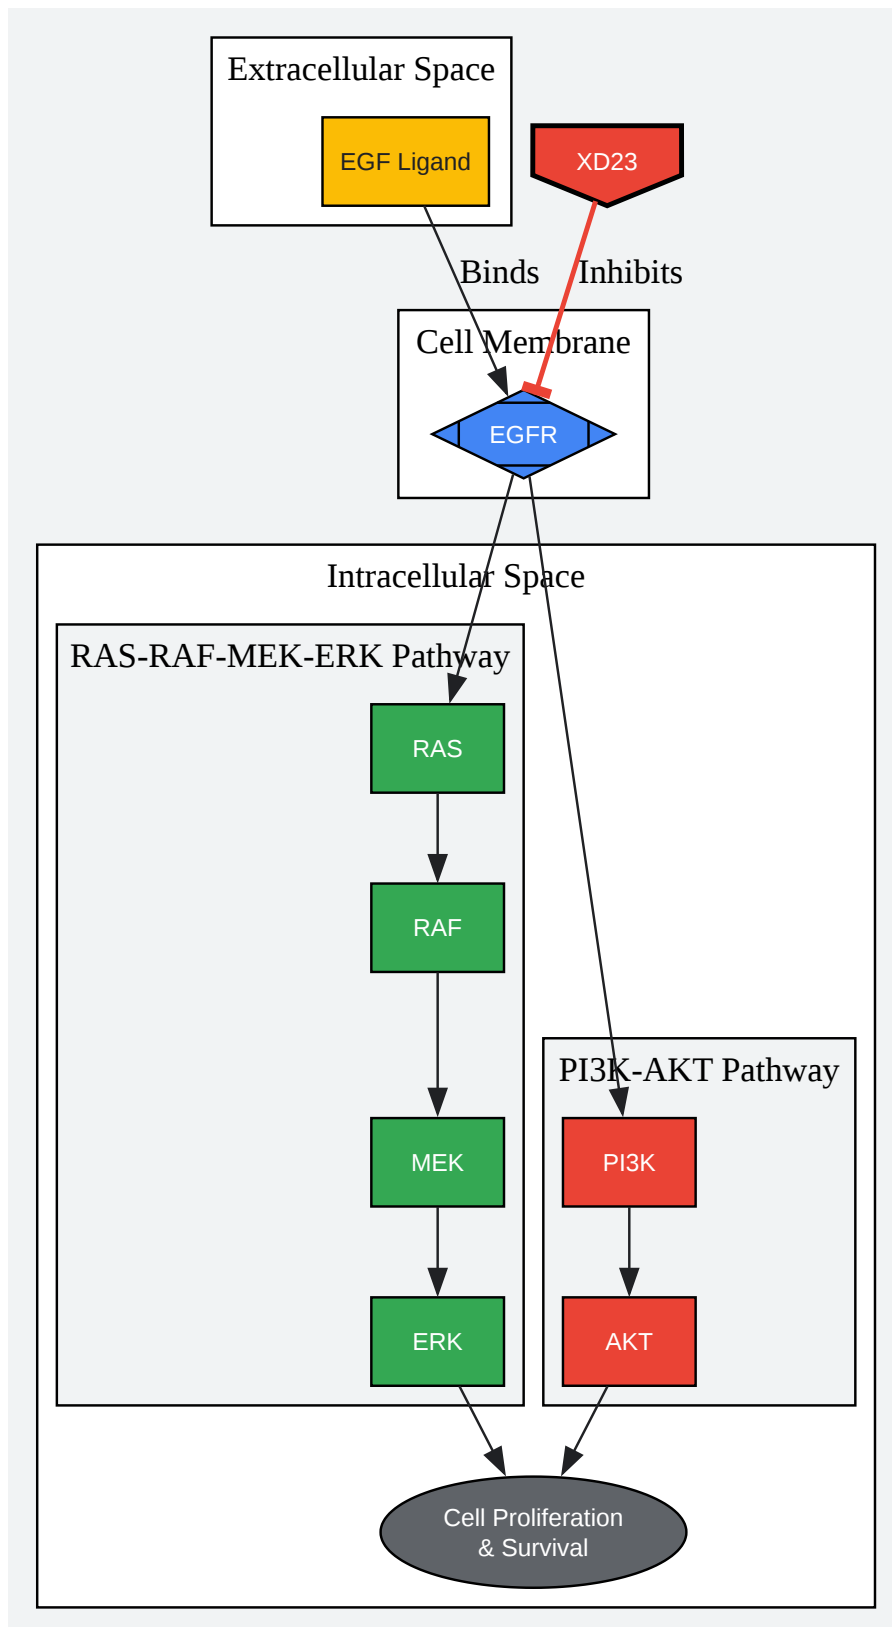 Extracellular Space
EGF Ligand
XD23
Binds
Inhibits
Cell Membrane
EGFR
Intracellular Space
RAS-RAF-MEK-ERK Pathway
RAS
RAF
PI3K-AKT Pathway
MEK
PI3K
ERK
AKT
Cell Proliferation
& Survival